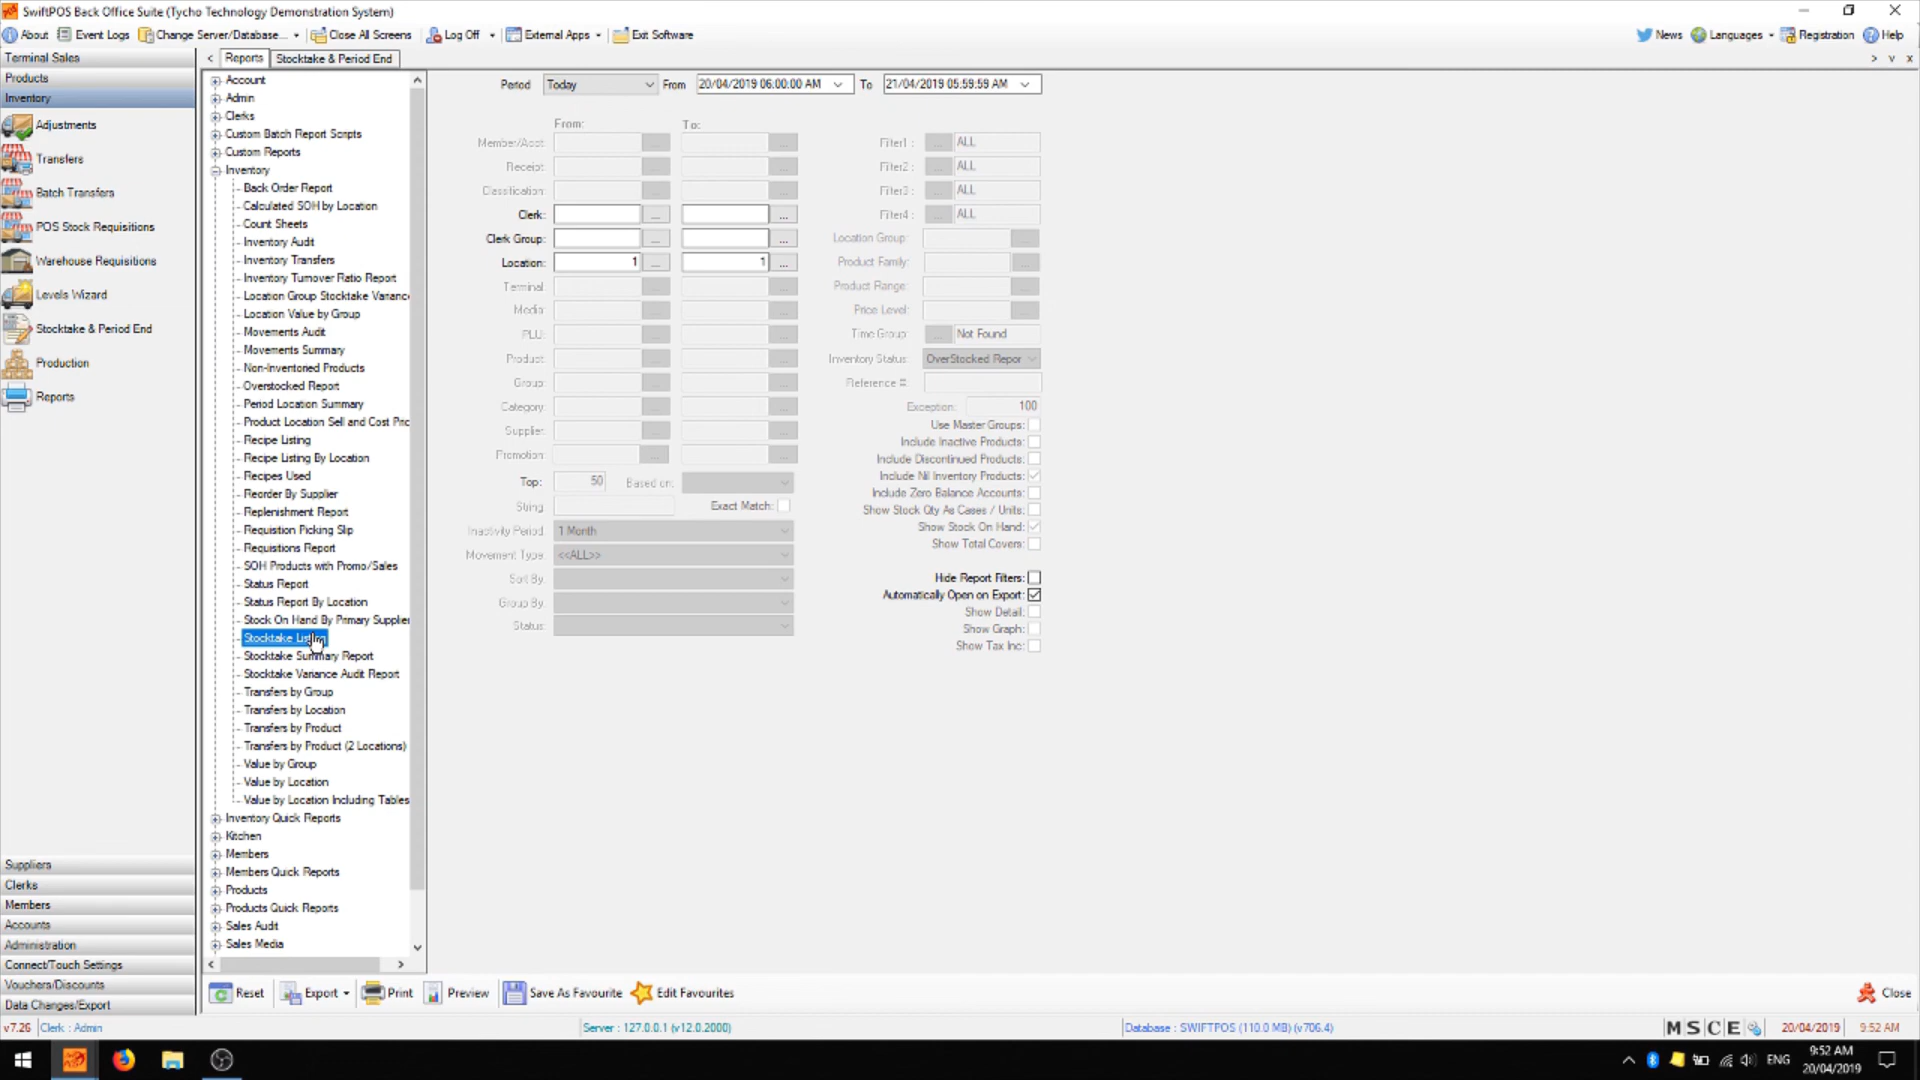 SwiftPOS Back Office Suite (Tycho Technology Demonstration System)
About Event Logs Change Server/Database... Close All Screens Log Off External Apps Exit Software News Languages Registration Help
Terminal Sales
Products
Inventory
Adjustments
Transfers
Batch Transfers
POS Stock Requisitions
Warehouse Requisitions
Levels Wizard
Stocktake & Period End
Production
Reports
Suppliers
Clerks
Members
Accounts
Administration
Connect/Touch Settings
Vouchers/Discounts
Data Changes/Export
Reports Stocktake & Period End
Account
Admin
Clerks
Custom Batch Report Scripts
Custom Reports
Inventory
Back Order Report
Calculated SOH by Location
Count Sheets
Inventory Audit
Inventory Transfers
Inventory Turnover Ratio Report
Location Group Stocktake Variance
Location Value by Group
Movements Audit
Movements Summary
Non-Inventoried Products
Overstocked Report
Period Location Summary
Product Location Sell and Cost Pric
Recipe Listing
Recipe Listing By Location
Recipes Used
Reorder By Supplier
Replenishment Report
Requistion Picking Slip
Requistions Report
SOH Products with Promo/Sales
Status Report
Status Report By Location
Stock On Hand By Primary Supplier
Stocktake Listing
Stocktake Summary Report
Stocktake Variance Audit Report
Transfers by Group
Transfers by Location
Transfers by Product
Transfers by Product (2 Locations)
Value by Group
Value by Location
Value by Location Including Tables
Inventory Quick Reports
Kitchen
Members
Members Quick Reports
Products
Products Quick Reports
Sales Audit
Sales Media
Period Today From 20/04/2019 06:00:00 AM To 21/04/2019 05:59:59 AM
From: To:
Member/Acct: ... ...
Receipt: ... ...
Classification: ... ...
Clerk: ... ...
Clerk Group: ... ...
Location: 1 ... 1 ...
Terminal: ... ...
Media: ... ...
PLU: ... ...
Product: ... ...
Group: ... ...
Category: ... ...
Supplier: ... ...
Promotion: ... ...
Top: 50 Based on:
String: Exact Match:
Inactivity Period: 1 Month
Movement Type: <<ALL>>
Sort By:
Group By:
Status:
Filter1 : ... ALL
Filter2 : ... ALL
Filter3 : ... ALL
Filter4 : ... ALL
Location Group: ...
Product Family: ...
Product Range: ...
Price Level: ...
Time Group: ... Not Found
Inventory Status: OverStocked Repor
Reference #:
Exception: 100
Use Master Groups:
Include Inactive Products:
Include Discontinued Products:
Include Nil Inventory Products:
Include Zero Balance Accounts:
Show Stock Qty As Cases / Units:
Show Stock On Hand:
Show Total Covers:
Hide Report Filters:
Automatically Open on Export:
Show Detail:
Show Graph:
Show Tax Inc:
Reset Export Print Preview Save As Favourite Edit Favourites Close
v7.26 Clerk : Admin Server : 127.0.0.1 (v12.0.2000) Database : SWIFTPOS (110.0 MB) (v706.4) M S C E 20/04/2019 9:52 AM
ENG 9:52 AM
20/04/2019